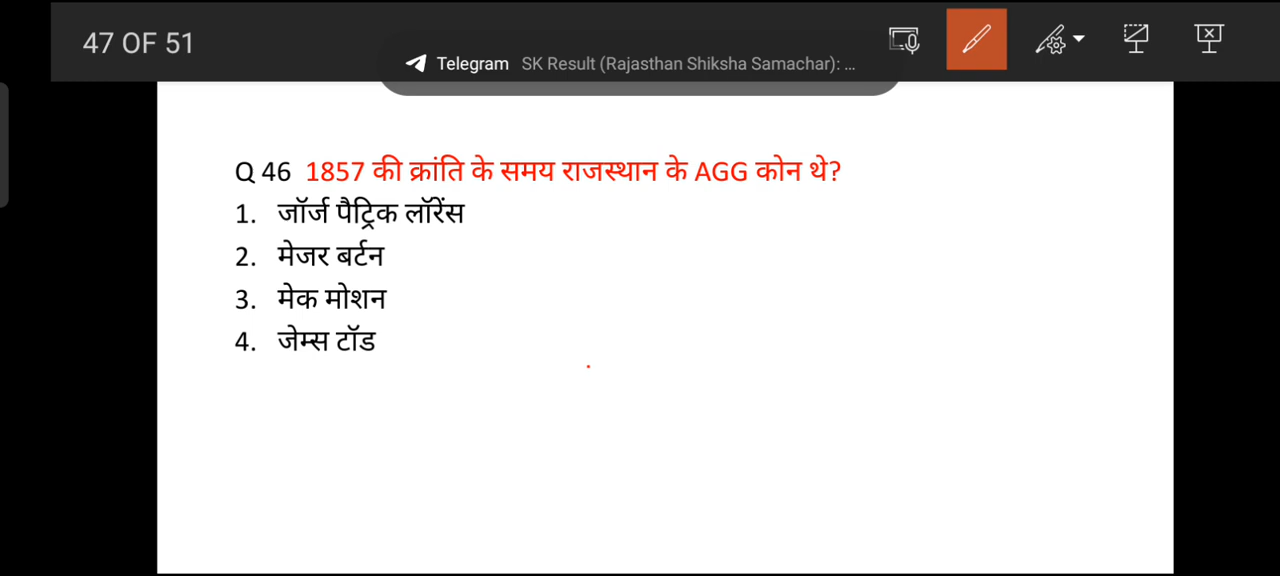 47 OF 51
Telegram SK Result (Rajasthan Shiksha Samachar): ...
Q 46 1857 की क्रांति के समय राजस्थान के AGG कोन थे?
1. जॉर्ज पैट्रिक लॉरेंस
2. मेजर बर्टन
3. मेक मोशन
4. जेम्स टॉड